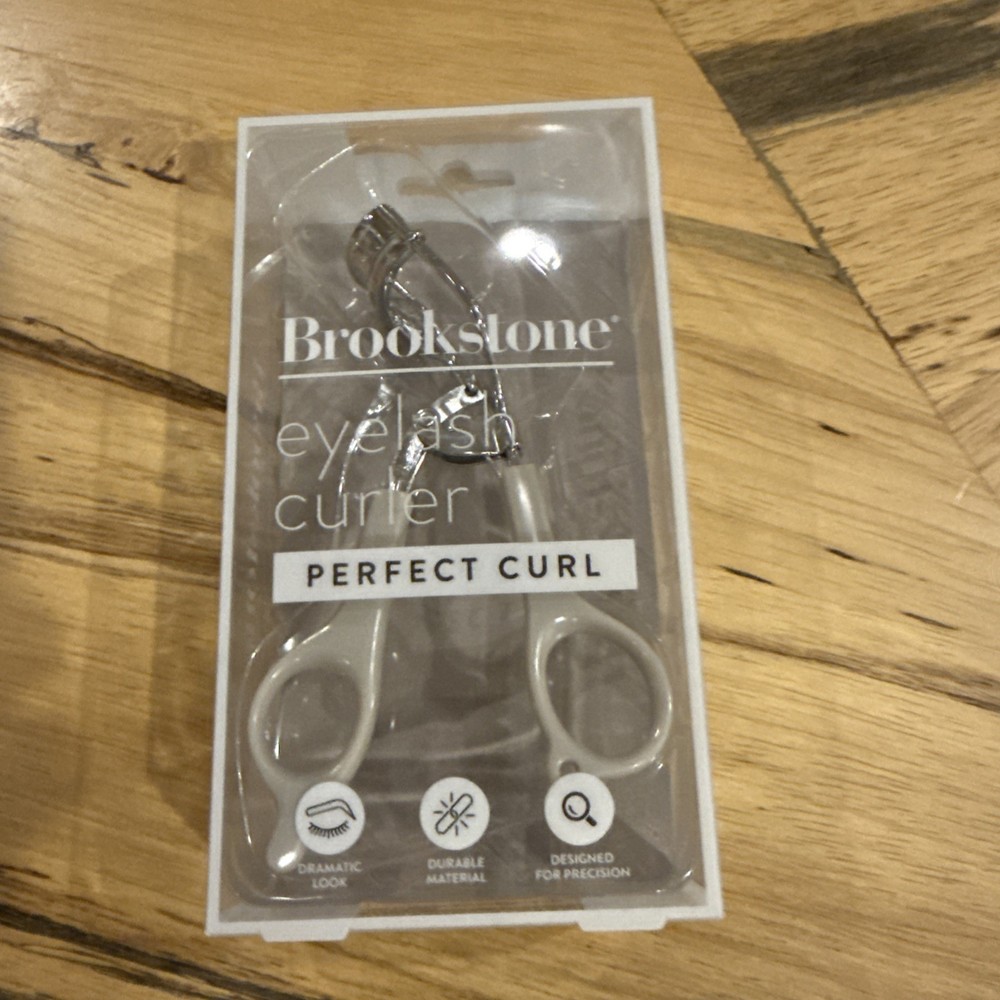 Brookstone®
eyelash
curler
PERFECT CURL
DRAMATIC
LOOK
DURABLE
MATERIAL
DESIGNED
FOR PRECISION